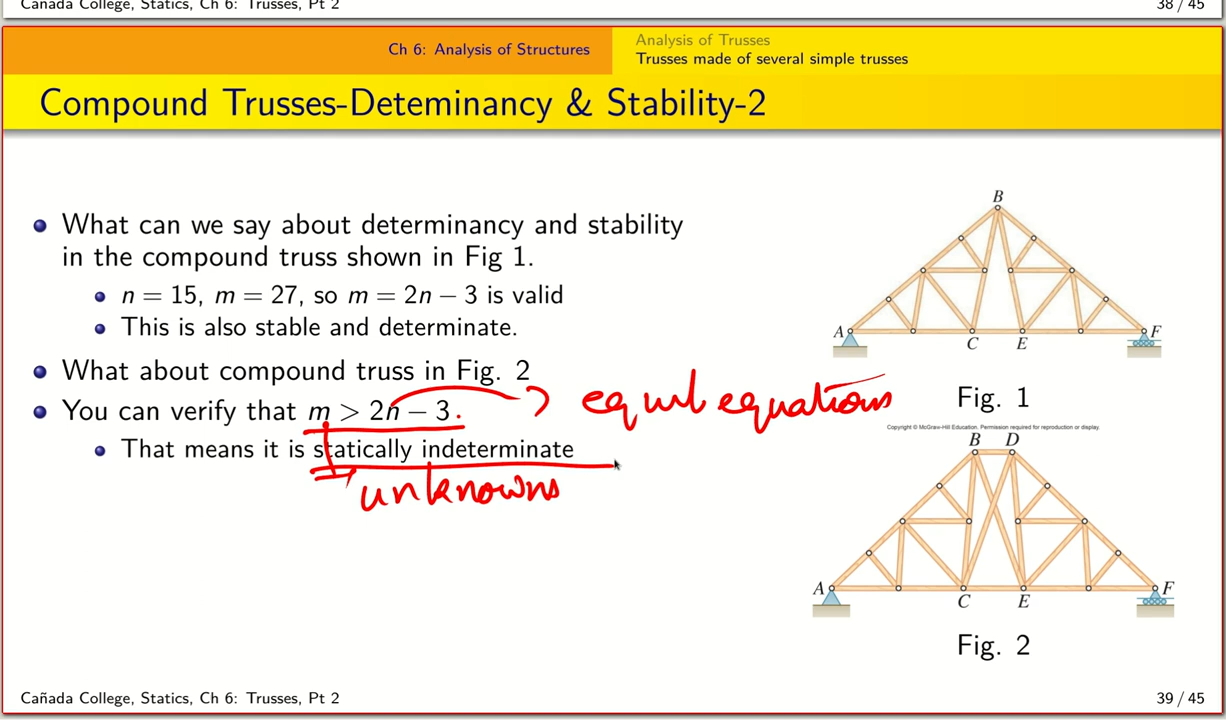 Cañada College, Statics, Ch 6: Trusses, Pt 2 38 / 45
Ch 6: Analysis of Structures
Analysis of Trusses
Trusses made of several simple trusses
Compound Trusses-Deteminancy & Stability-2
What can we say about determinancy and stability
in the compound truss shown in Fig 1.
n = 15, m = 27, so m = 2n − 3 is valid
This is also stable and determinate.
What about compound truss in Fig. 2
You can verify that m > 2n − 3.
equil equations
That means it is statically indeterminate
unknowns
B
A
C
E
F
Fig. 1
Copyright © McGraw-Hill Education. Permission required for reproduction or display.
B D
A
C
E
F
Fig. 2
Cañada College, Statics, Ch 6: Trusses, Pt 2 39 / 45